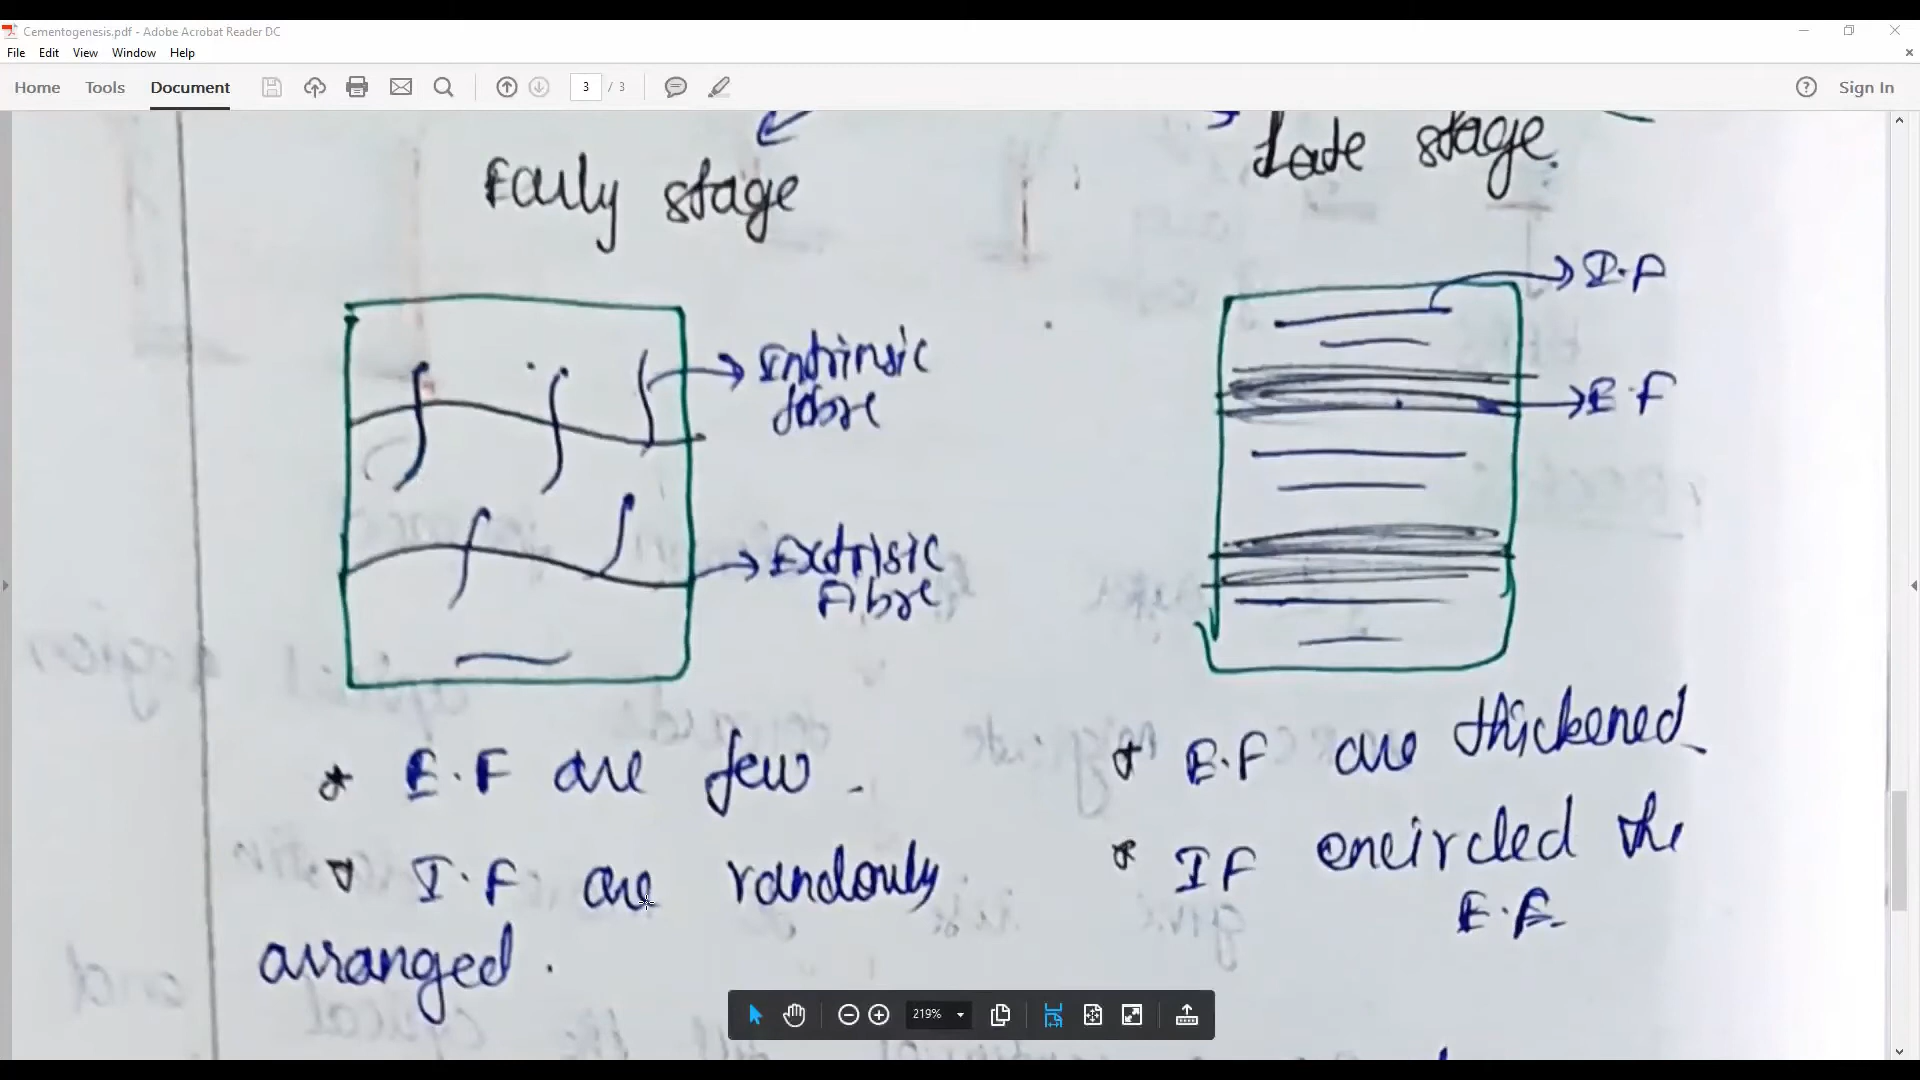 Cementogenesis.pdf - Adobe Acrobat Reader DC
File Edit View Window Help
Home Tools Document 3 / 3 Sign In
Early stage
Late stage.
Intrinsic
fibre
Extrisic
Fibre
I.F
E.F
* E.F are few.
* I.F are randomly
arranged.
* E.F are thickened
* IF encircled the
E.F
219%